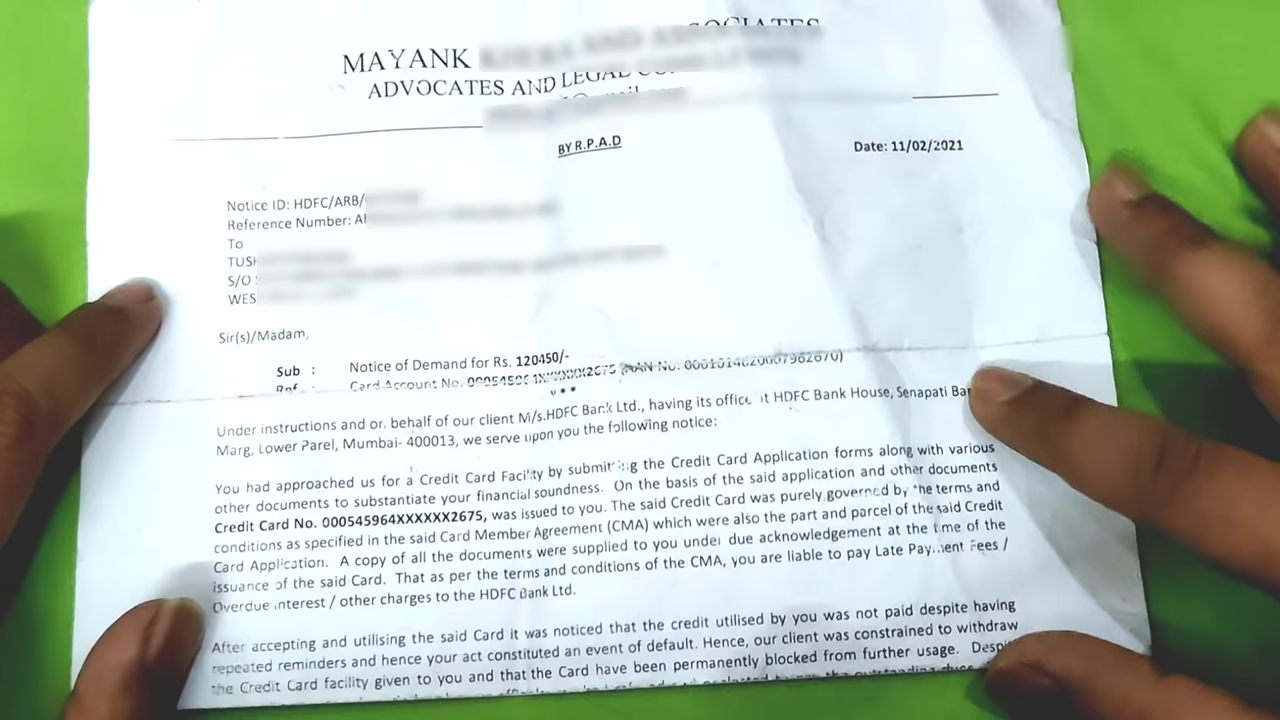 MAYANK
ADVOCATES AND LEGAL
BY R.P.A.D
Date: 11/02/2021
Notice ID: HDFC/ARB/
Reference Number:
To
S/O
Sir(s)/Madam,
Sub : Notice of Demand for Rs. 120450/-
Ref : Card Account No.
Under instructions and on behalf of our client M/s.HDFC Bank Ltd., having its office at HDFC Bank House, Senapati
Marg, Lower Parel, Mumbai- 400013, we serve upon you the following notice:
You had approached us for a Credit Card Facility by submitting the Credit Card Application forms along with various
other documents to substantiate your financial soundness. On the basis of the said application and other documents
Credit Card No. 000545964XXXXXX2675, was issued to you. The said Credit Card was purely governed by the terms and
conditions as specified in the said Card Member Agreement (CMA) which were also the part and parcel of the said Credit
Card Application. A copy of all the documents were supplied to you under due acknowledgement at the time of the
issuance of the said Card. That as per the terms and conditions of the CMA, you are liable to pay Late Payment Fees /
Overdue interest / other charges to the HDFC Bank Ltd.
After accepting and utilising the said Card it was noticed that the credit utilised by you was not paid despite having
repeated reminders and hence your act constituted an event of default. Hence, our client was constrained to withdraw
the Credit Card facility given to you and that the Card have been permanently blocked from further usage.